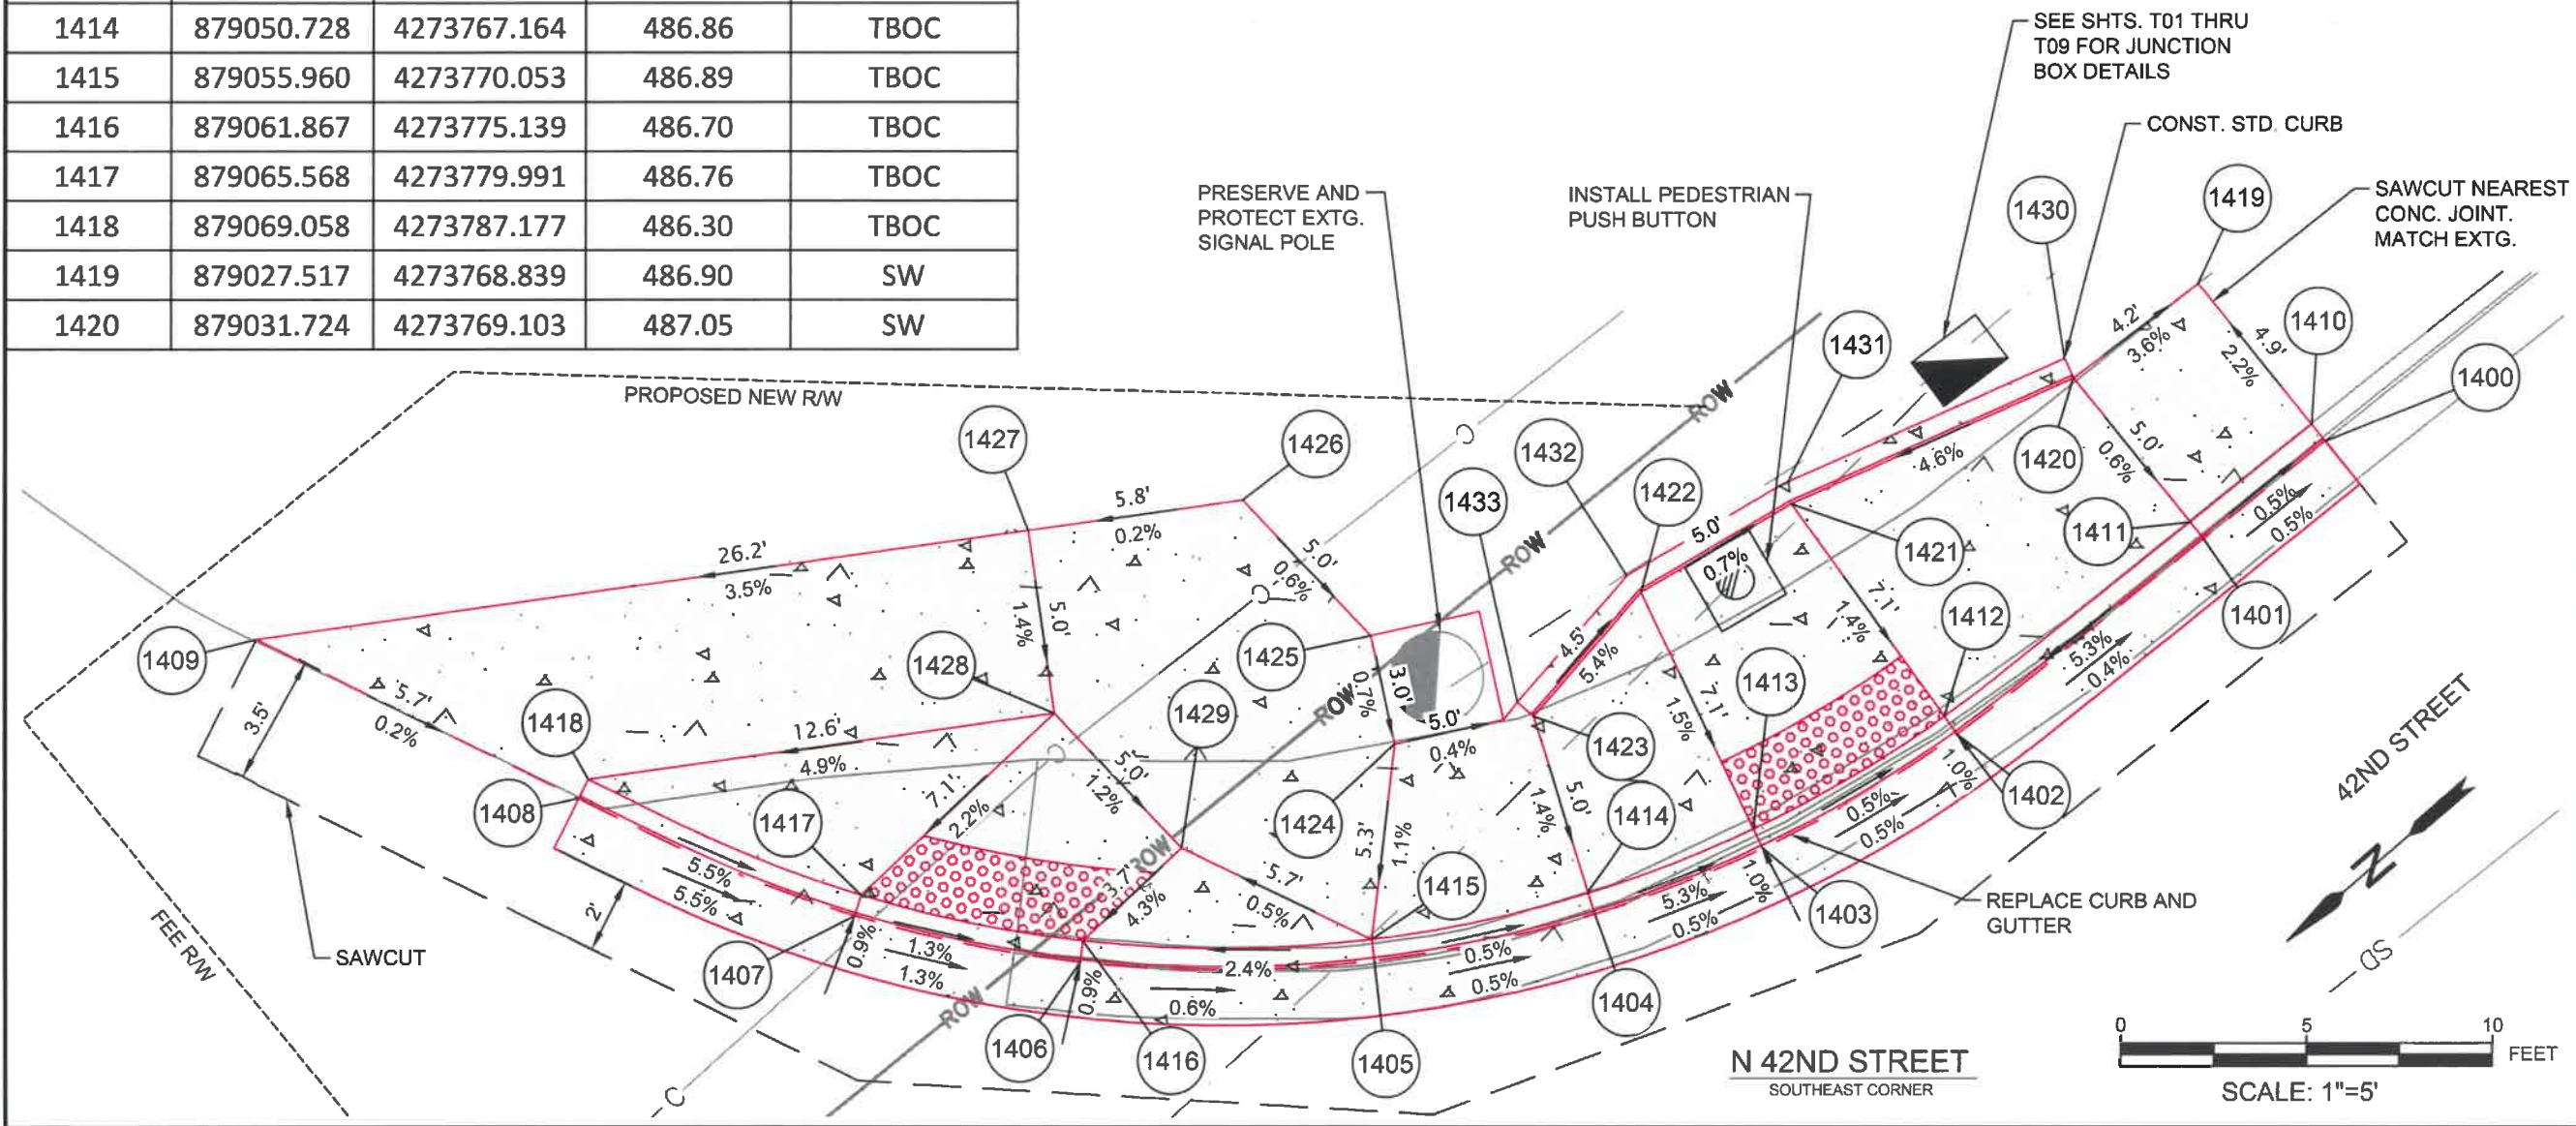 1414 879050.728 4273767.164 486.86 TBOC
1415 879055.960 4273770.053 486.89 TBOC
1416 879061.867 4273775.139 486.70 TBOC
1417 879065.568 4273779.991 486.76 TBOC
1418 879069.058 4273787.177 486.30 TBOC
1419 879027.517 4273768.839 486.90 SW
1420 879031.724 4273769.103 487.05 SW
SEE SHTS. T01 THRU
T09 FOR JUNCTION
BOX DETAILS
CONST. STD. CURB
PRESERVE AND
PROTECT EXTG.
SIGNAL POLE
INSTALL PEDESTRIAN
PUSH BUTTON
SAWCUT NEAREST
CONC. JOINT.
MATCH EXTG.
1430
1419
1410
1400
1431
PROPOSED NEW R/W
ROW
1427
1426
C
1432
1422
1433
4.2'
3.6%
4.9'
2.2%
4.6%
1420
5.0'
0.6%
1411
0.5%
0.5%
5.8'
0.2%
26.2'
3.5%
5.0'
0.6%
ROW
5.0'
0.7%
1421
1401
1409
3.5'
5.7'
0.2%
1.4%
5.0'
1428
C
1425
0.7%
3.0'
ROW
4.5'
5.4%
7.1'
1.4%
1412
5.3%
0.4%
1418
12.6'
4.9%
1429
5.0'
0.4%
1413
7.1'
1.5%
1423
42ND STREET
1408
1417
7.1'
2.2%
C
5.0'
1.2%
1424
5.3'
1.1%
5.0'
1.4%
1414
1.0%
1402
0.5%
0.5%
N
FEE R/W
SAWCUT
2'
5.5%
5.5%
3.7'
ROW
4.3%
5.7'
0.5%
1415
5.3%
0.5%
1.0%
1403
REPLACE CURB AND
GUTTER
SD
1407
0.9%
1.3%
1.3%
ROW
2.4%
0.6%
0.5%
0.5%
1404
1406
0.9%
1416
1405
C
N 42ND STREET
SOUTHEAST CORNER
0 5 10
FEET
SCALE: 1"=5'